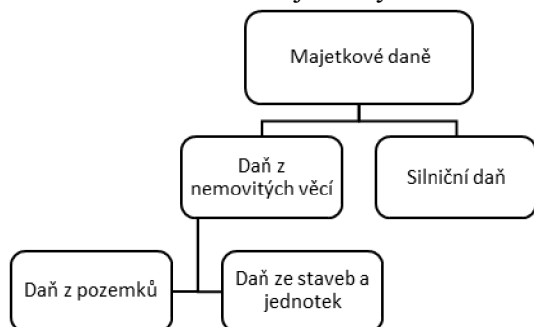 Majetkové daně
Daň z
nemovitých věcí
Silniční daň
Daň z pozemků
Daň ze staveb a
jednotek